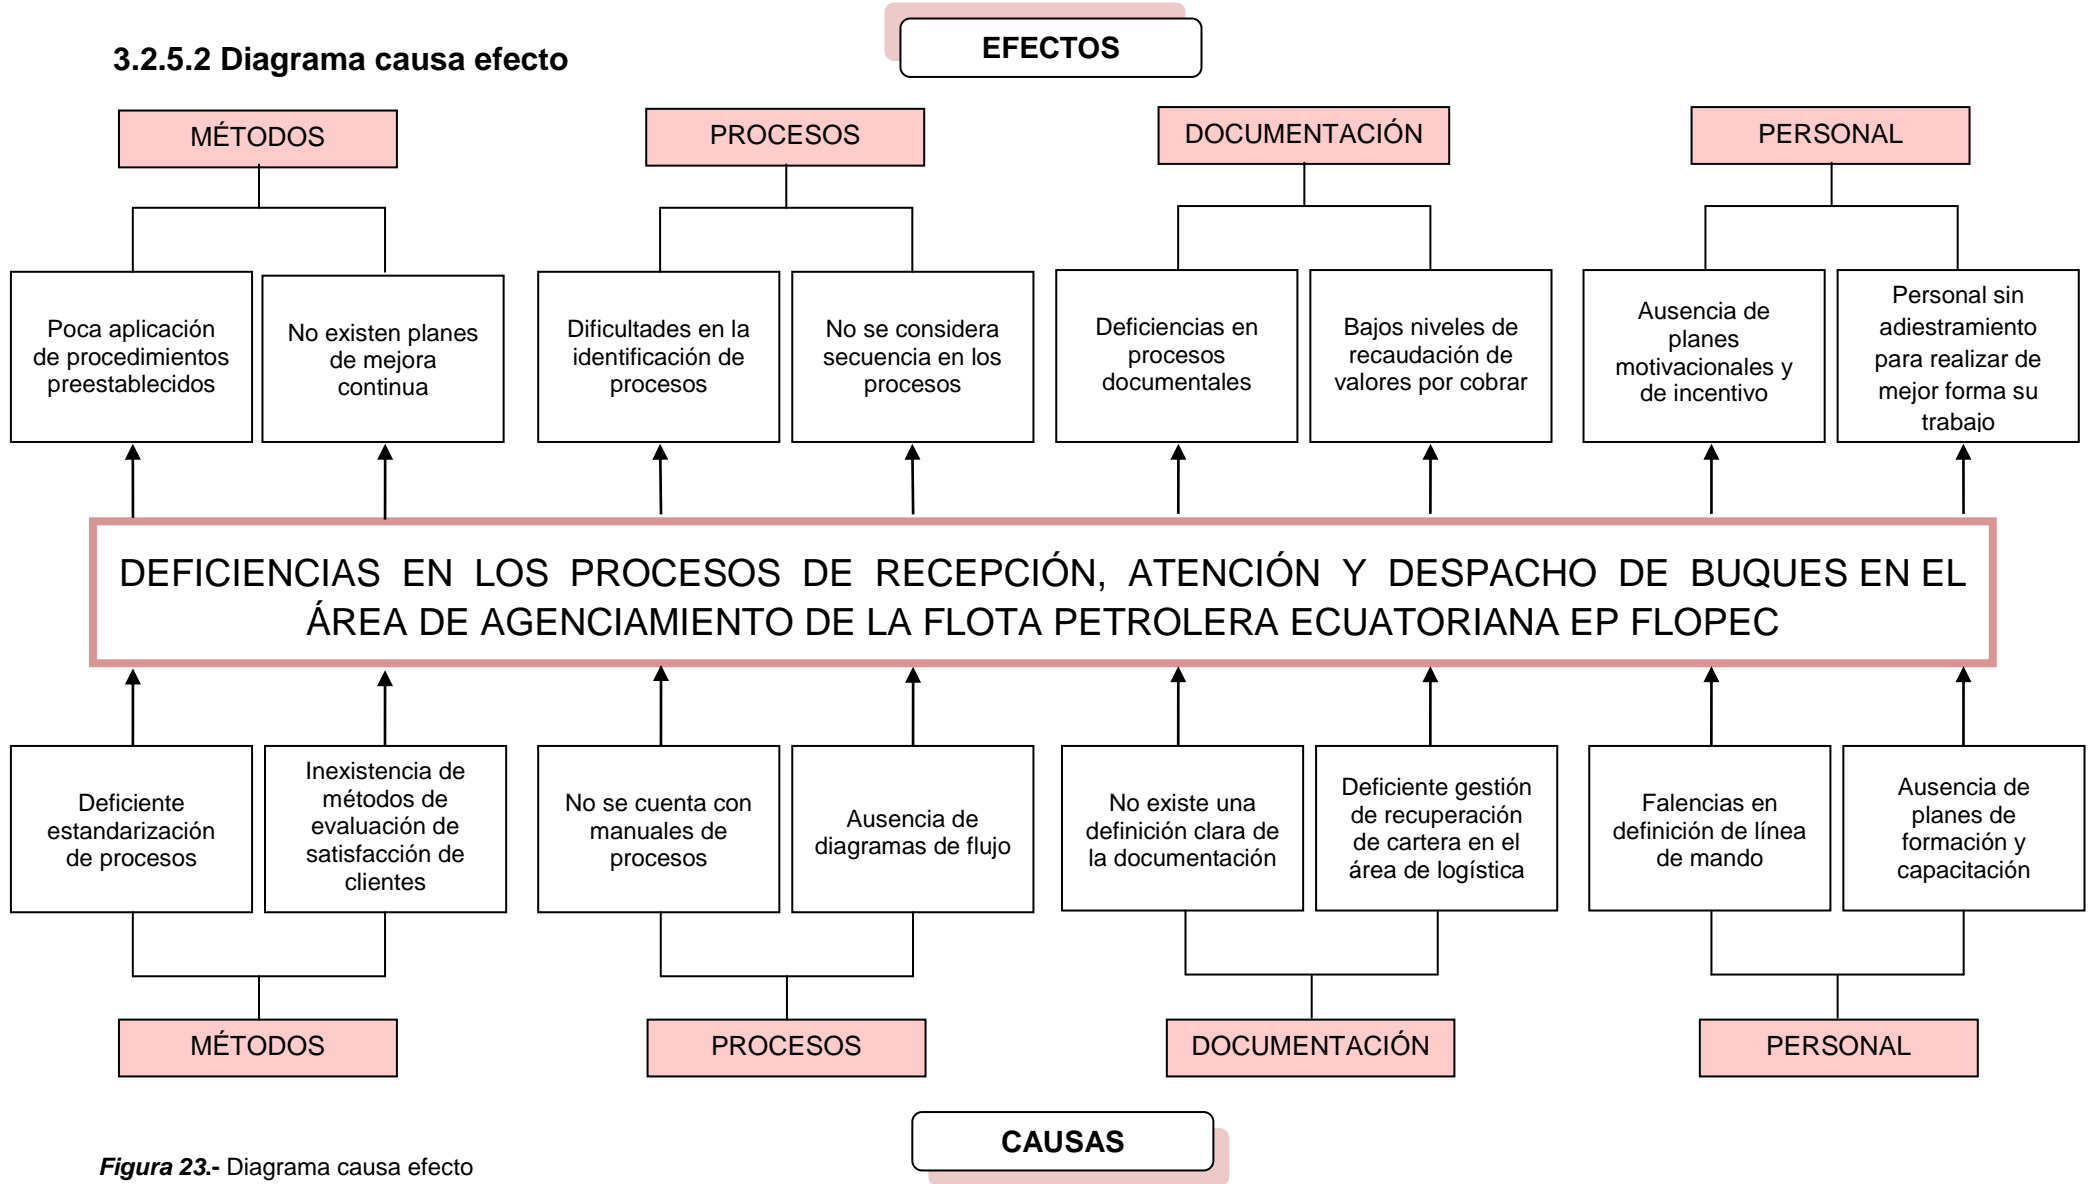 3.2.5.2 Diagrama causa efecto
EFECTOS
MÉTODOS
PROCESOS
DOCUMENTACIÓN
PERSONAL
Poca aplicación
de procedimientos
preestablecidos
No existen planes
de mejora
continua
Dificultades en la
identificación de
procesos
No se considera
secuencia en los
procesos
Deficiencias en
procesos
documentales
Bajos niveles de
recaudación de
valores por cobrar
Ausencia de
planes
motivacionales y
de incentivo
Personal sin
adiestramiento
para realizar de
mejor forma su
trabajo
DEFICIENCIAS EN LOS PROCESOS DE RECEPCIÓN, ATENCIÓN Y DESPACHO DE BUQUES EN EL
ÁREA DE AGENCIAMIENTO DE LA FLOTA PETROLERA ECUATORIANA EP FLOPEC
Deficiente
estandarización
de procesos
Inexistencia de
métodos de
evaluación de
satisfacción de
clientes
No se cuenta con
manuales de
procesos
Ausencia de
diagramas de flujo
No existe una
definición clara de
la documentación
Deficiente gestión
de recuperación
de cartera en el
área de logística
Falencias en
definición de línea
de mando
Ausencia de
planes de
formación y
capacitación
MÉTODOS
PROCESOS
DOCUMENTACIÓN
PERSONAL
CAUSAS
Figura 23.- Diagrama causa efecto